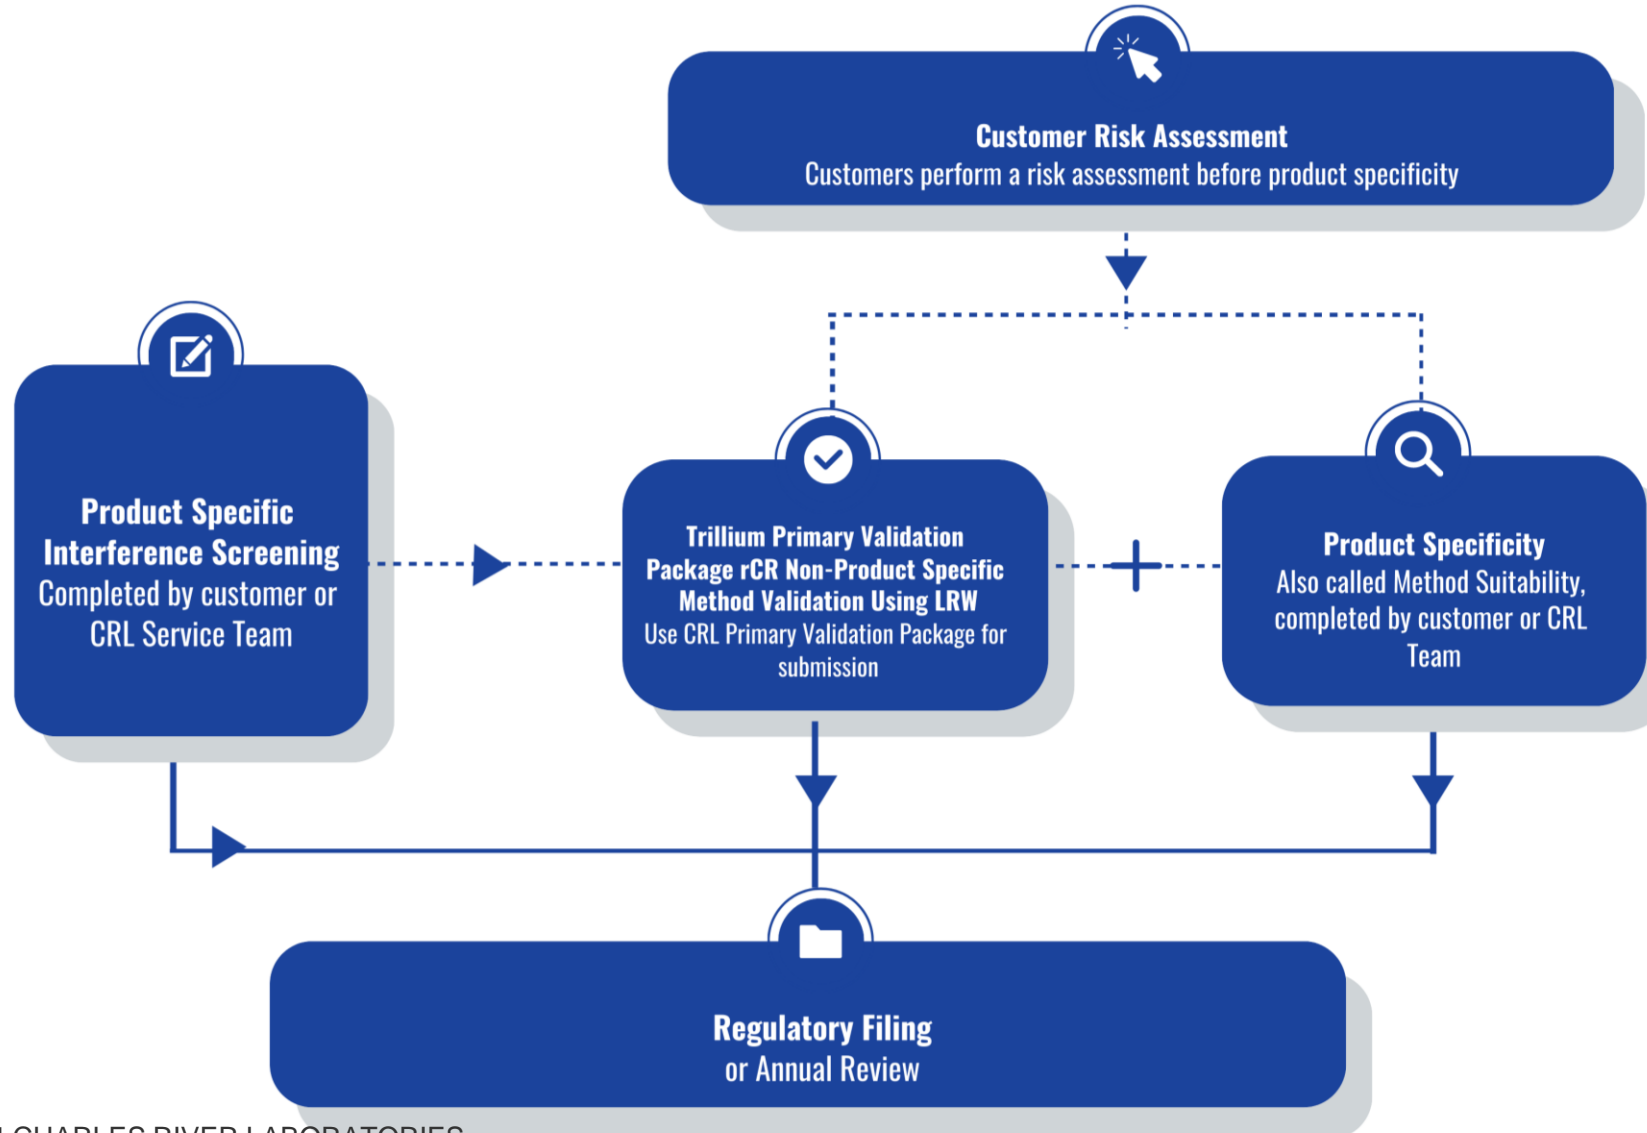 Customer Risk Assessment
Customers perform a risk assessment before product specificity
Product Specific
Interference Screening
Completed by customer or
CRL Service Team
Trillium Primary Validation
Package rCR Non-Product Specific
Method Validation Using LRW
Use CRL Primary Validation Package for
submission
Product Specificity
Also called Method Suitability,
completed by customer or CRL
Team
Regulatory Filing
or Annual Review
CHARLES RIVER LABORATORIES